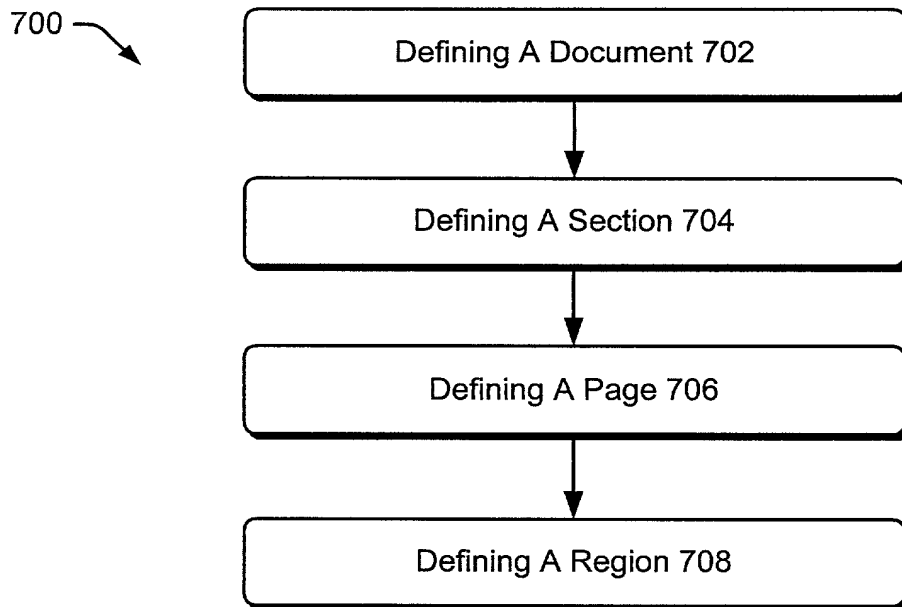 700
Defining A Document 702
Defining A Section 704
Defining A Page 706
Defining A Region 708